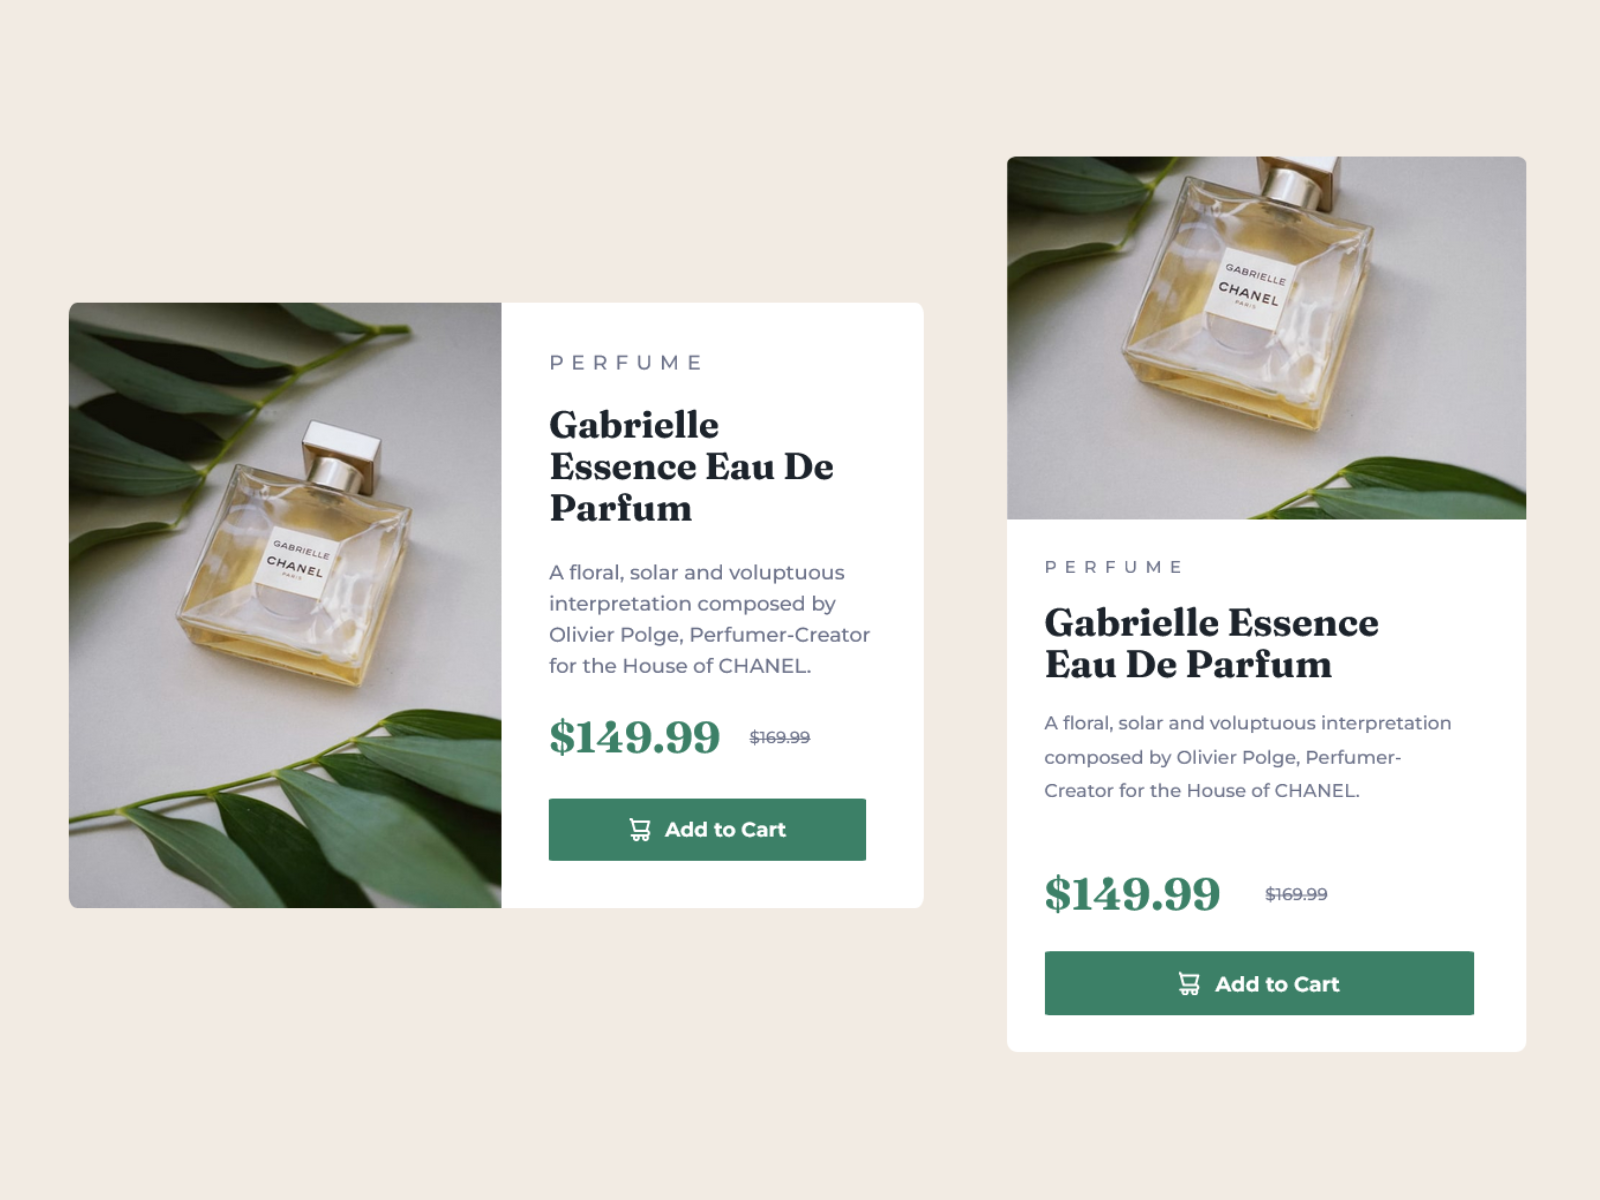 GABRIELLE
CHANEL
PARIS
PERFUME
Gabrielle
Essence Eau De
Parfum
A floral, solar and voluptuous
interpretation composed by
Olivier Polge, Perfumer-Creator
for the House of CHANEL.
$149.99 $169.99
Add to Cart
GABRIELLE
CHANEL
PARIS
PERFUME
Gabrielle Essence
Eau De Parfum
A floral, solar and voluptuous interpretation
composed by Olivier Polge, Perfumer-
Creator for the House of CHANEL.
$149.99 $169.99
Add to Cart